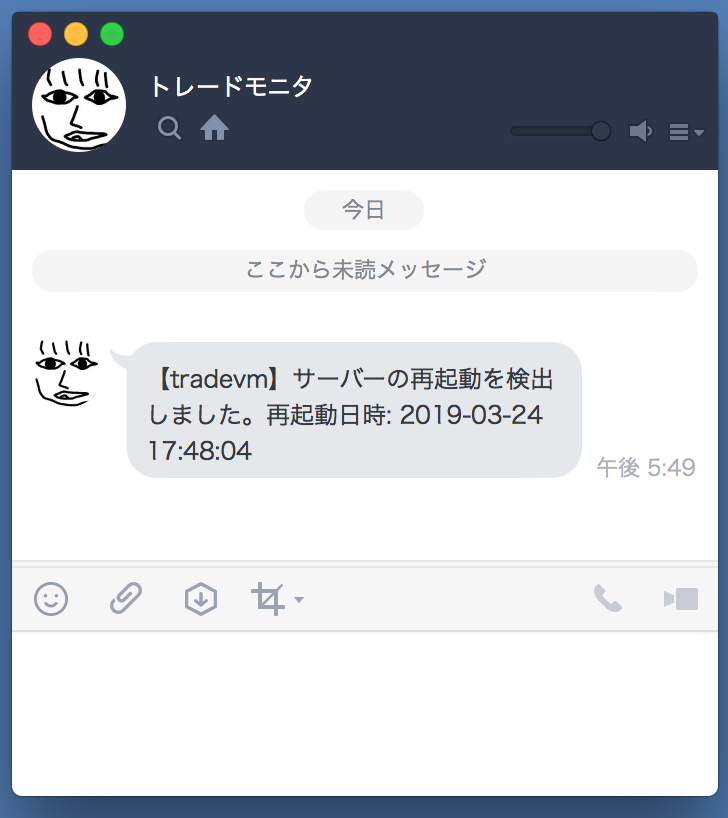 トレードモニタ
今日
ここから未読メッセージ
【tradevm】サーバーの再起動を検出
しました。再起動日時: 2019-03-24
17:48:04
午後 5:49